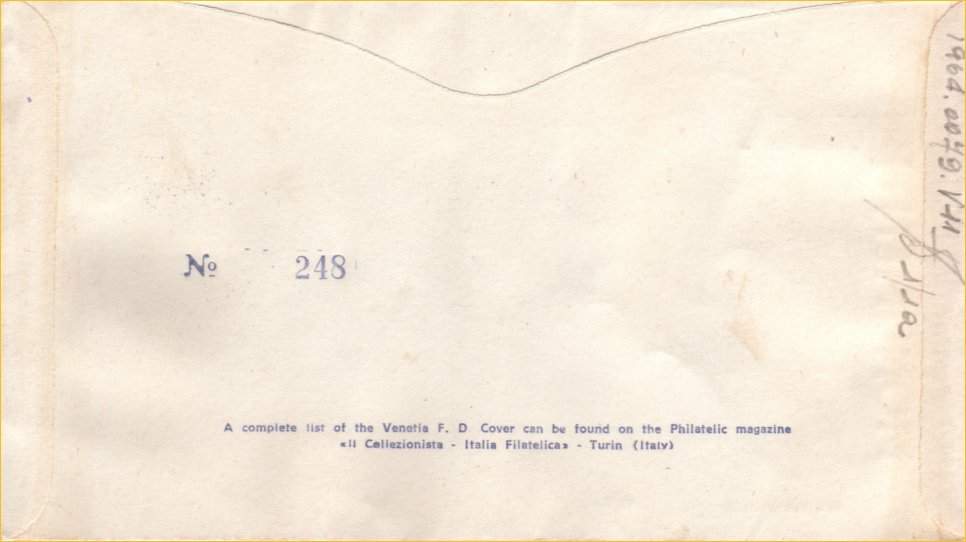 № 248
A complete list of the Venetia F. D Cover can be found on the Philatelic magazine
«Il Collezionista - Italia Filatelica» - Turin (Italy)